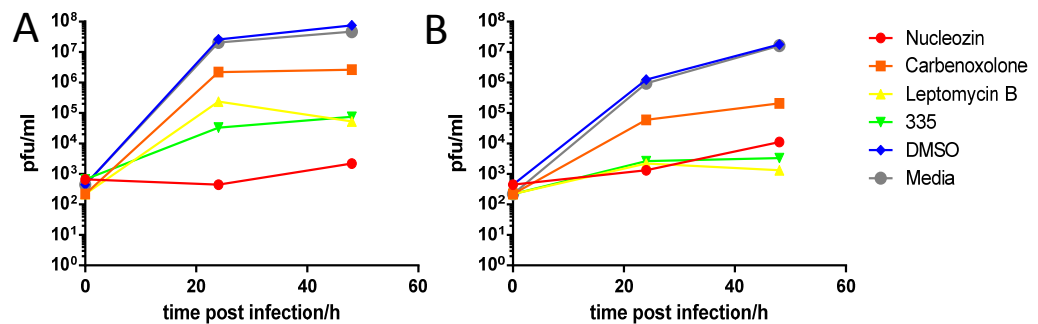 A
pfu/ml
10⁸
10⁷
10⁶
10⁵
10⁴
10³
10²
10¹
10⁰
0 20 40 60
time post infection/h
B
pfu/ml
10⁸
10⁷
10⁶
10⁵
10⁴
10³
10²
10¹
10⁰
0 20 40 60
time post infection/h
Nucleozin
Carbenoxolone
Leptomycin B
335
DMSO
Media